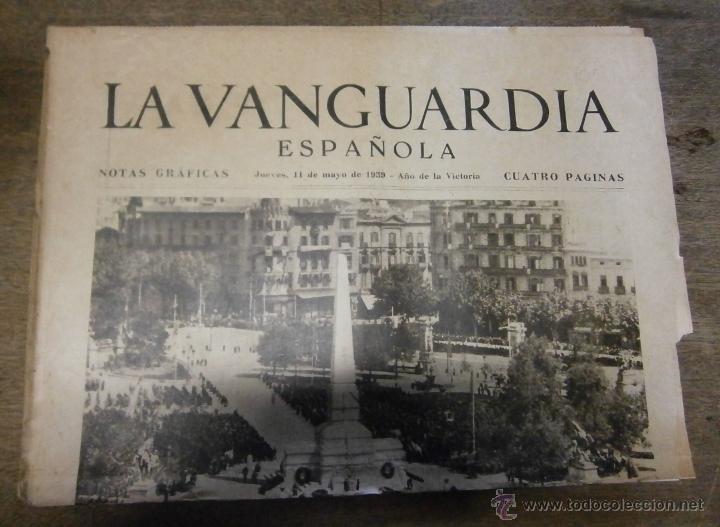 LA VANGUARDIA
ESPAÑOLA
NOTAS GRÁFICAS Jueves, 11 de mayo de 1939 - Año de la Victoria CUATRO PAGINAS
© www.todocoleccion.net